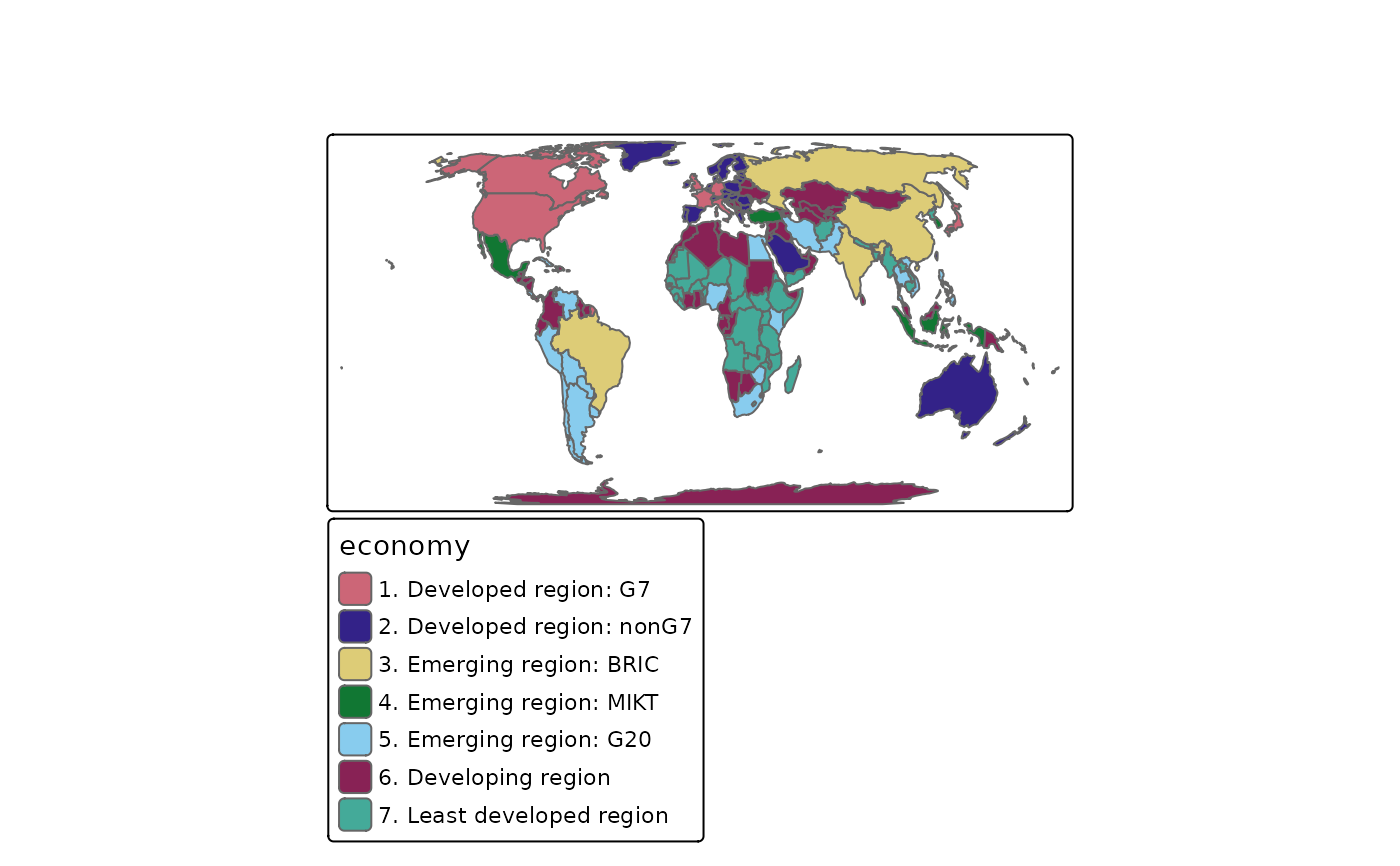 economy
1. Developed region: G7
2. Developed region: nonG7
3. Emerging region: BRIC
4. Emerging region: MIKT
5. Emerging region: G20
6. Developing region
7. Least developed region